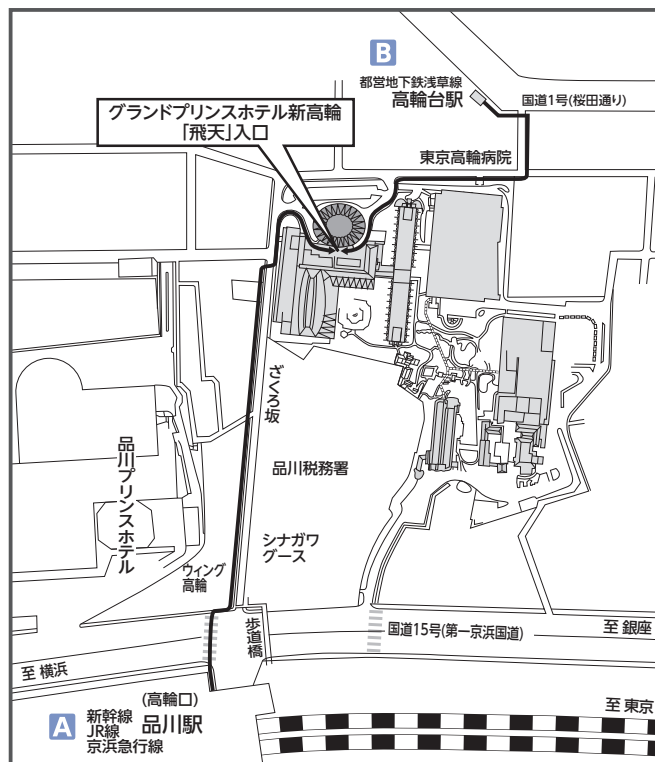 B
都営地下鉄浅草線
高輪台駅
国道1号(桜田通り)
グランドプリンスホテル新高輪
「飛天」入口
東京高輪病院
ざくろ坂
品川税務署
品川プリンスホテル
シナガワ
グース
ウィング
高輪
歩道橋
国道15号(第一京浜国道)
至 銀座
至 横浜
(高輪口)
A
新幹線
JR線
京浜急行線
品川駅
至 東京